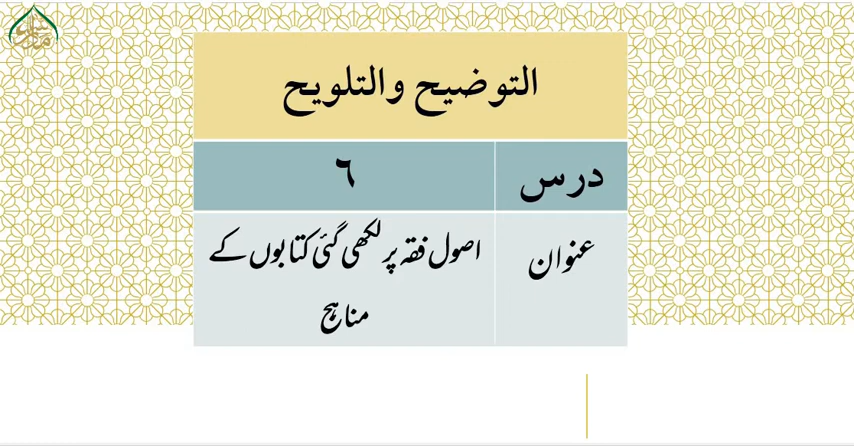 التوضیح والتلویح
درس ٦
عنوان اصول فقہ پر لکھی گئی کتابوں کے
مناہج